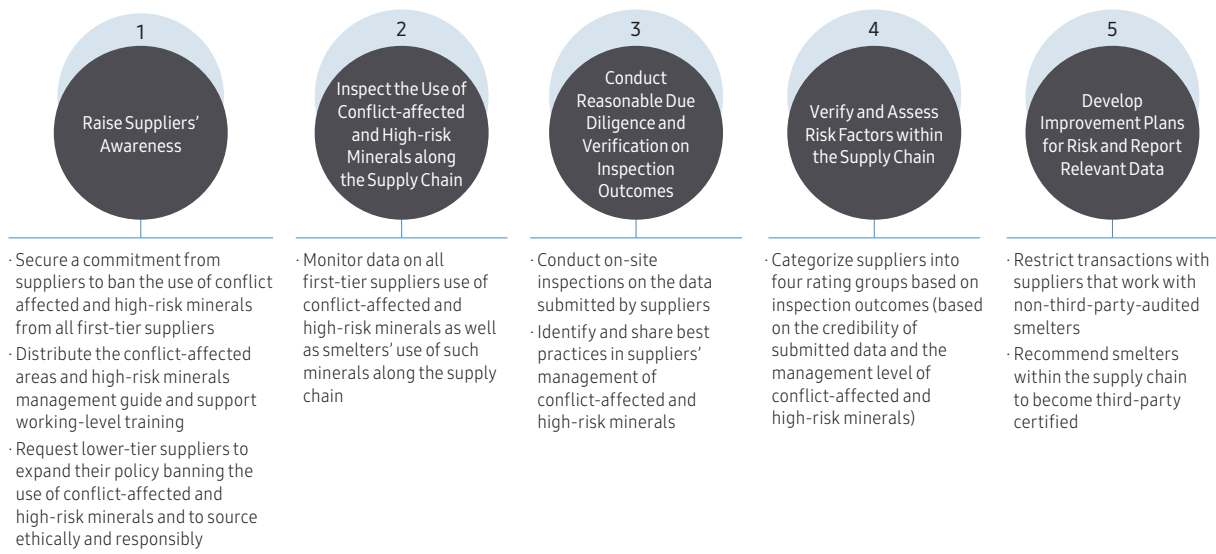 1
Raise Suppliers'
Awareness
· Secure a commitment from
suppliers to ban the use of conflict
affected and high-risk minerals
from all first-tier suppliers
· Distribute the conflict-affected
areas and high-risk minerals
management guide and support
working-level training
· Request lower-tier suppliers to
expand their policy banning the
use of conflict-affected and
high-risk minerals and to source
ethically and responsibly
2
Inspect the Use of
Conflict-affected
and High-risk
Minerals along
the Supply Chain
· Monitor data on all
first-tier suppliers use of
conflict-affected and
high-risk minerals as well
as smelters' use of such
minerals along the supply
chain
3
Conduct
Reasonable Due
Diligence and
Verification on
Inspection
Outcomes
· Conduct on-site
inspections on the data
submitted by suppliers
· Identify and share best
practices in suppliers'
management of
conflict-affected and
high-risk minerals
4
Verify and Assess
Risk Factors within
the Supply Chain
· Categorize suppliers into
four rating groups based on
inspection outcomes (based
on the credibility of
submitted data and the
management level of
conflict-affected and
high-risk minerals)
5
Develop
Improvement Plans
for Risk and Report
Relevant Data
· Restrict transactions with
suppliers that work with
non-third-party-audited
smelters
· Recommend smelters
within the supply chain
to become third-party
certified